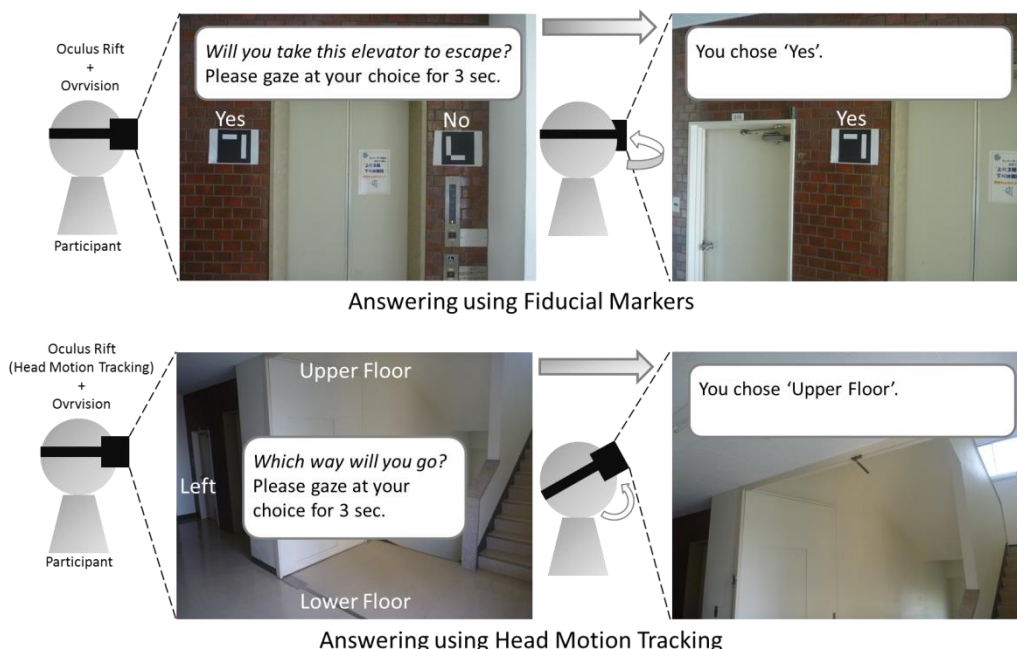 Oculus Rift
+
Ovrvision
Participant
Will you take this elevator to escape?
Please gaze at your choice for 3 sec.
Yes
No
You chose ‘Yes’.
Yes
Answering using Fiducial Markers
Oculus Rift
(Head Motion Tracking)
+
Ovrvision
Participant
Upper Floor
Which way will you go?
Please gaze at your
choice for 3 sec.
Left
Lower Floor
You chose ‘Upper Floor’.
Answering using Head Motion Tracking